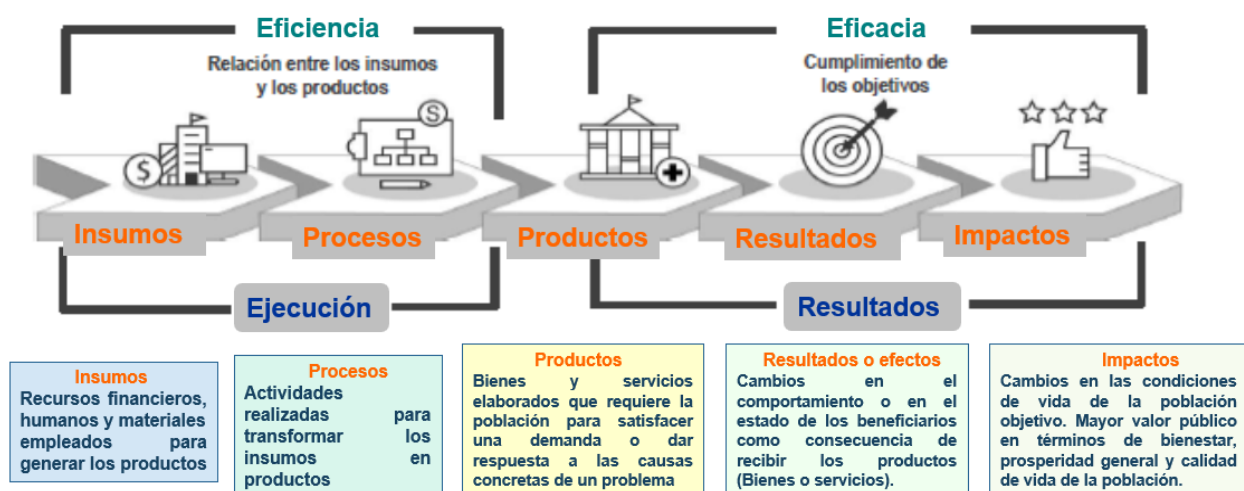 Eficiencia
Relación entre los insumos
y los productos
Eficacia
Cumplimiento de
los objetivos
$
S
Insumos
Procesos
Productos
Resultados
Impactos
Ejecución
Resultados
Insumos
Recursos financieros,
humanos y materiales
empleados para
generar los productos
Procesos
Actividades
realizadas para
transformar los
insumos en
productos
Productos
Bienes y servicios
elaborados que requiere la
población para satisfacer
una demanda o dar
respuesta a las causas
concretas de un problema
Resultados o efectos
Cambios en el
comportamiento o en el
estado de los beneficiarios
como consecuencia de
recibir los productos
(Bienes o servicios).
Impactos
Cambios en las condiciones
de vida de la población
objetivo. Mayor valor público
en términos de bienestar,
prosperidad general y calidad
de vida de la población.